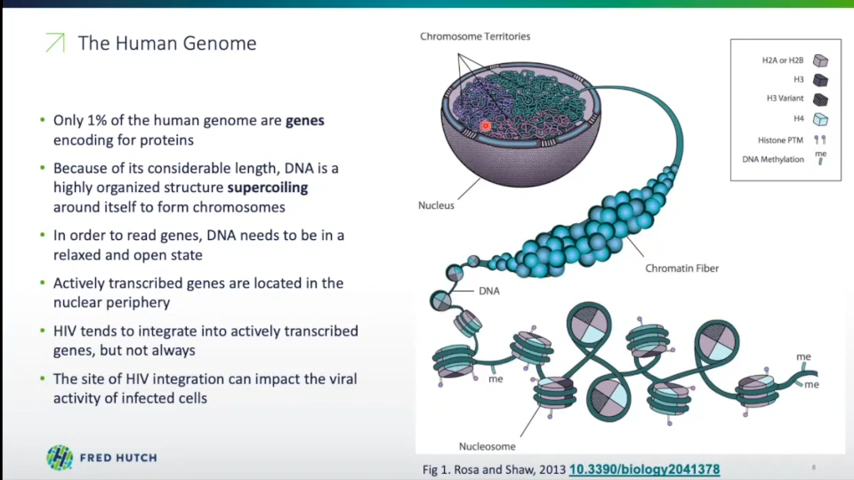 The Human Genome
• Only 1% of the human genome are genes
encoding for proteins
• Because of its considerable length, DNA is a
highly organized structure supercoiling
around itself to form chromosomes
• In order to read genes, DNA needs to be in a
relaxed and open state
• Actively transcribed genes are located in the
nuclear periphery
• HIV tends to integrate into actively transcribed
genes, but not always
• The site of HIV integration can impact the viral
activity of infected cells
FRED HUTCH
Chromosome Territories
Nucleus
Chromatin Fiber
DNA
me
me
me
Nucleosome
H2A or H2B
H3
H3 Variant
H4
Histone PTM
me
DNA Methylation
Fig 1. Rosa and Shaw, 2013 10.3390/biology2041378
8